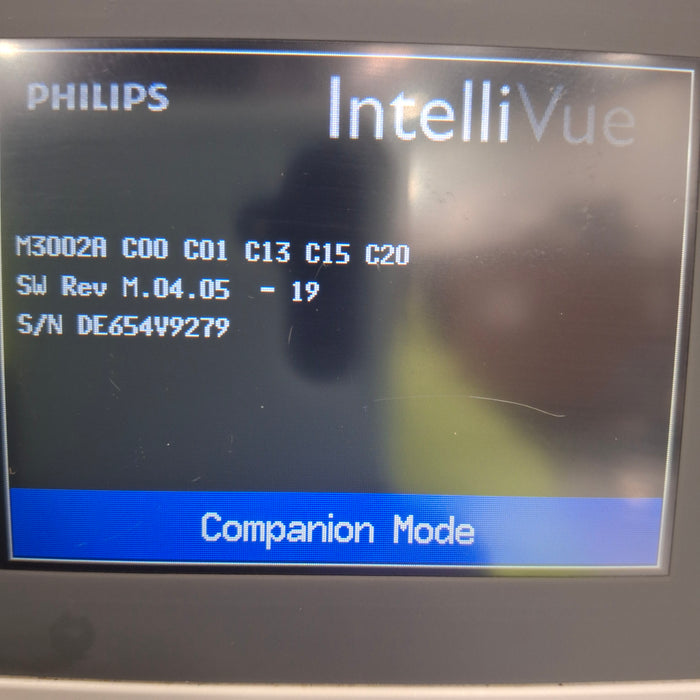 PHILIPS
IntelliVue
M3002A C00 C01 C13 C15 C20
SW Rev M.04.05 - 19
S/N DE654V9279
Companion Mode